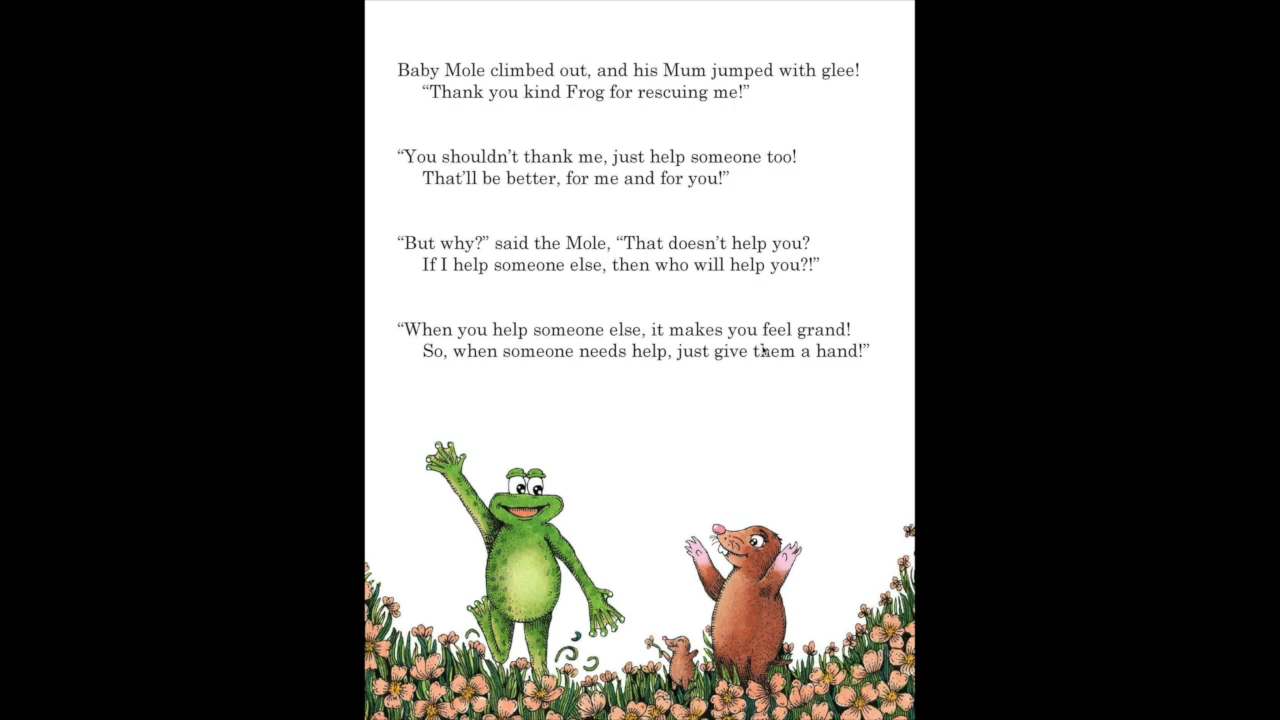 Baby Mole climbed out, and his Mum jumped with glee!
“Thank you kind Frog for rescuing me!”
“You shouldn’t thank me, just help someone too!
That’ll be better, for me and for you!”
“But why?” said the Mole, “That doesn’t help you?
If I help someone else, then who will help you?!”
“When you help someone else, it makes you feel grand!
So, when someone needs help, just give them a hand!”